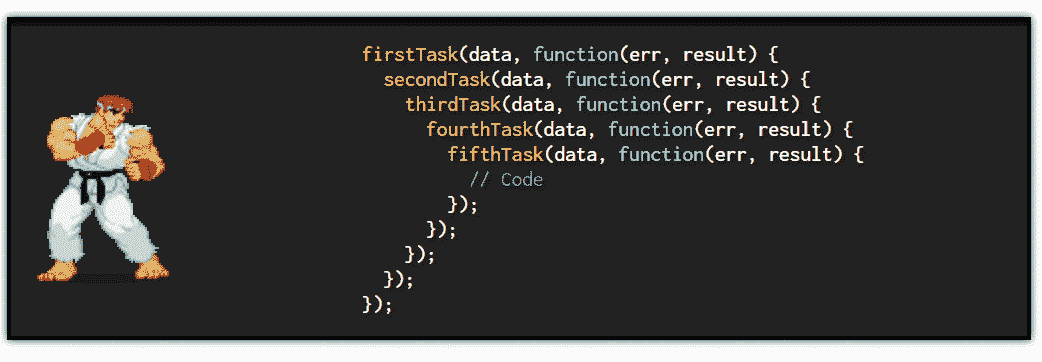 firstTask(data, function(err, result) {
  secondTask(data, function(err, result) {
    thirdTask(data, function(err, result) {
      fourthTask(data, function(err, result) {
        fifthTask(data, function(err, result) {
          // Code
        });
      });
    });
  });
});